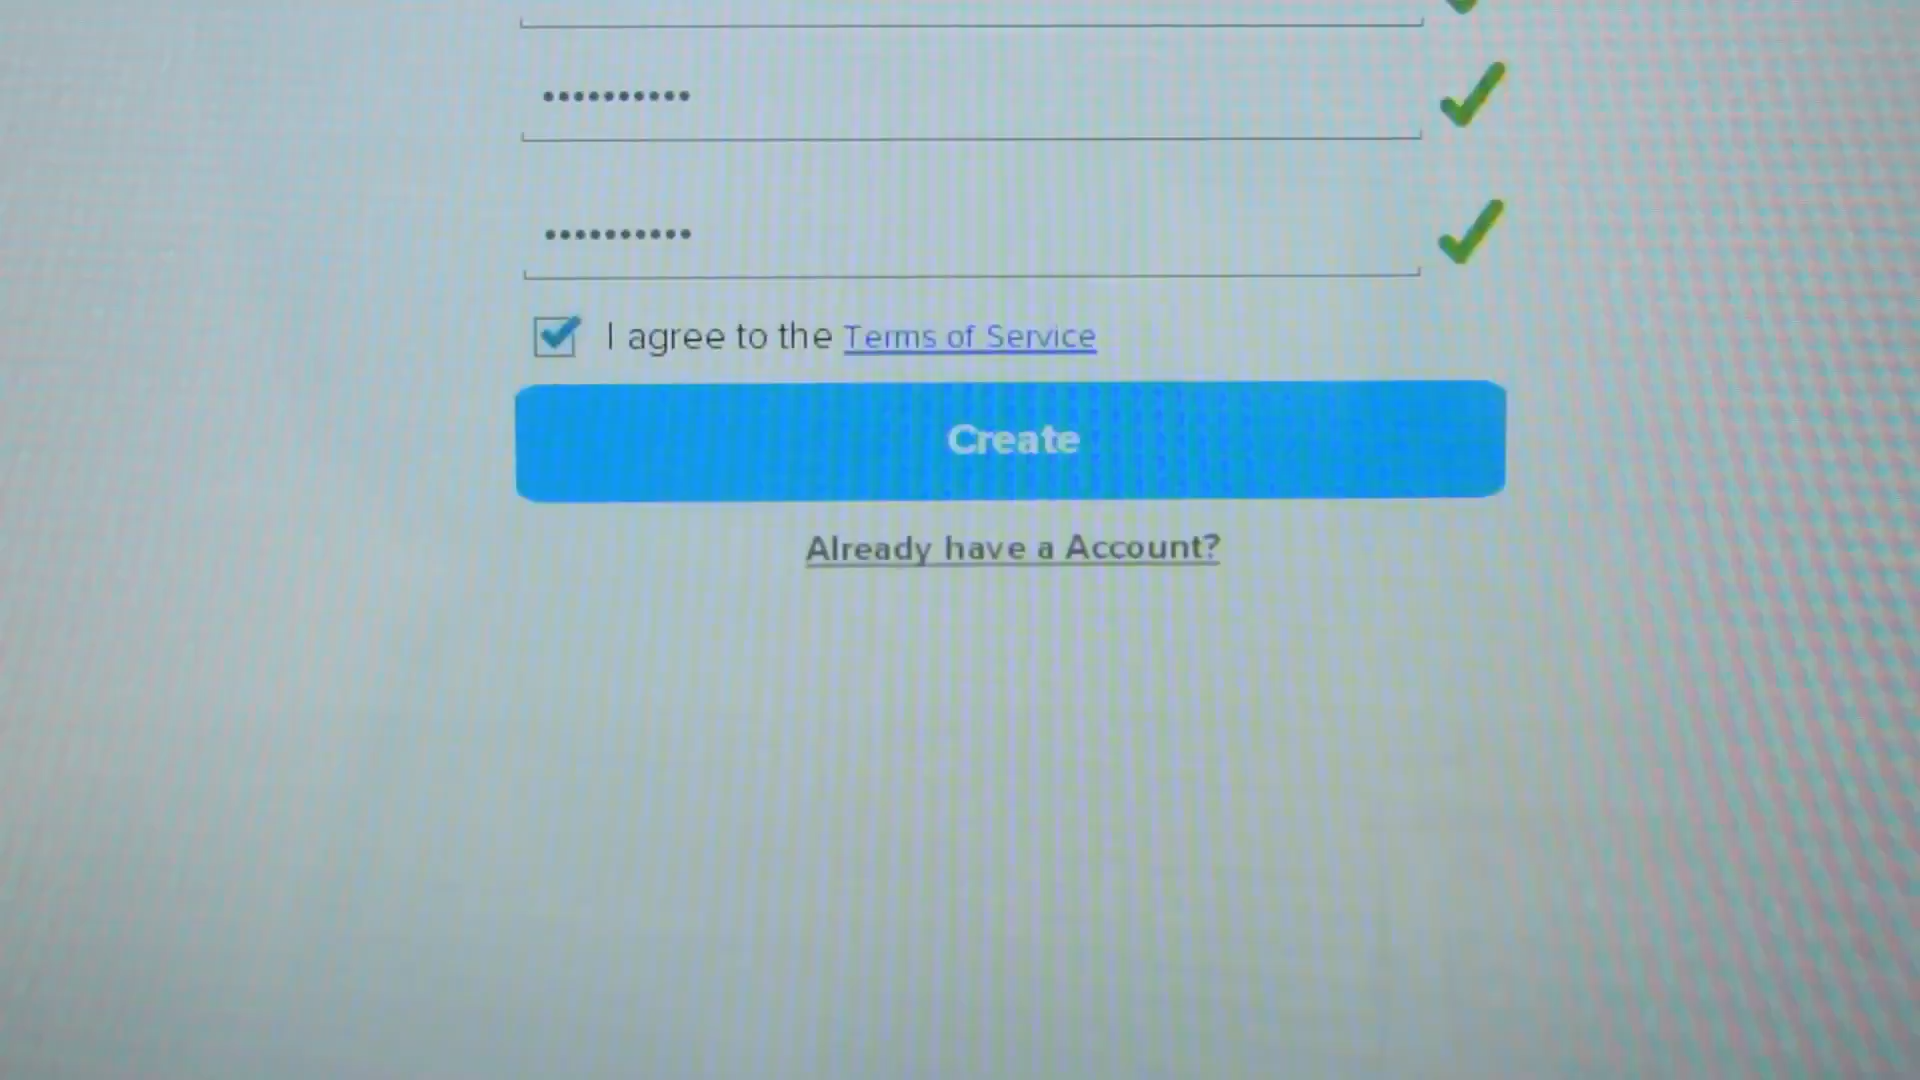 ••••••••••
••••••••••
I agree to the Terms of Service
Create
Already have a Account?